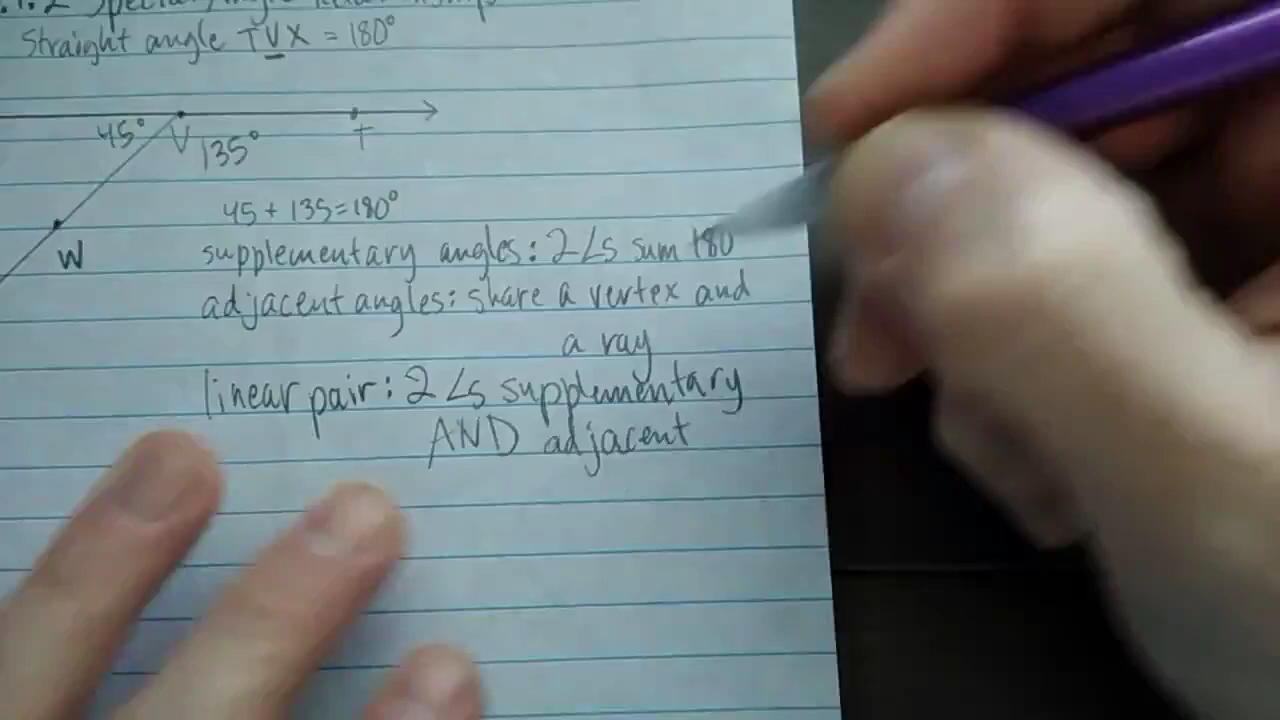 Straight angle TVX = 180°
45° V 135° T
45 + 135 = 180°
W
supplementary angles: 2 ∠s sum 180
adjacent angles: share a vertex and
a ray
linear pair: 2 ∠s supplementary
AND adjacent